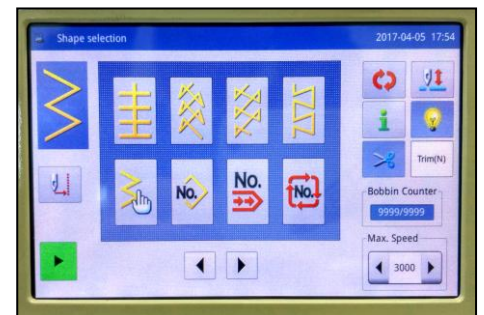 Shape selection
2017-04-05 17:54
No.
No.
No.
Trim(N)
Bobbin Counter
9999/9999
Max. Speed
3000